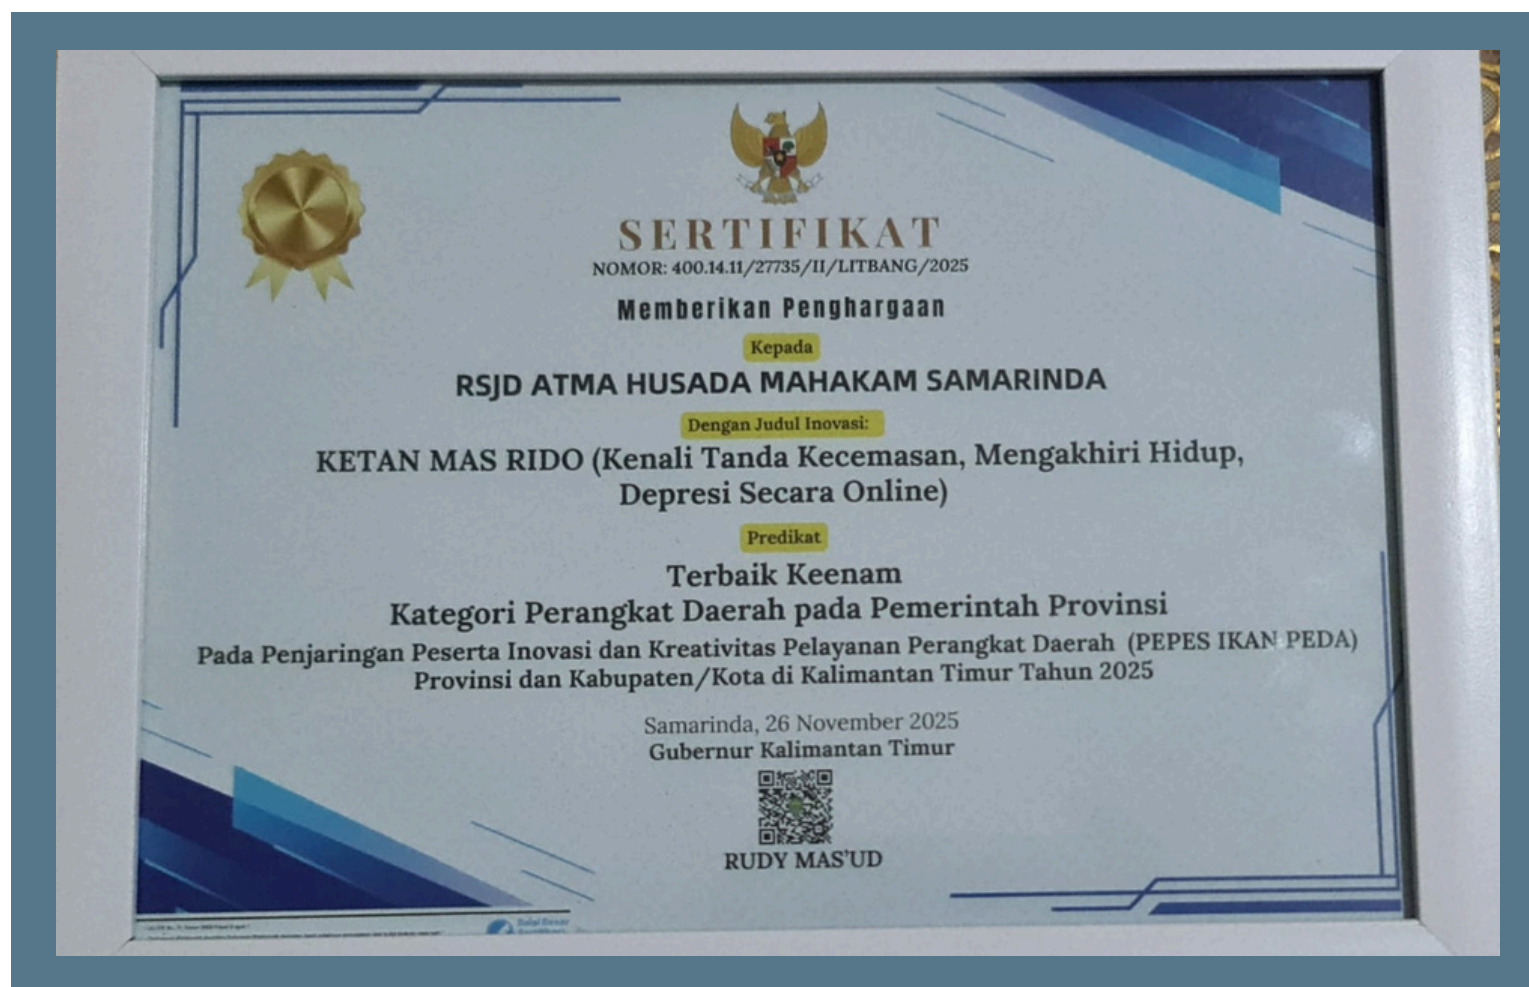 SERTIFIKAT
NOMOR: 400.14.11/27735/II/LITBANG/2025
Memberikan Penghargaan
Kepada
RSJD ATMA HUSADA MAHAKAM SAMARINDA
Dengan Judul Inovasi:
KETAN MAS RIDO (Kenali Tanda Kecemasan, Mengakhiri Hidup,
Depresi Secara Online)
Predikat
Terbaik Keenam
Kategori Perangkat Daerah pada Pemerintah Provinsi
Pada Penjaringan Peserta Inovasi dan Kreativitas Pelayanan Perangkat Daerah (PEPES IKAN PEDA)
Provinsi dan Kabupaten/Kota di Kalimantan Timur Tahun 2025
Samarinda, 26 November 2025
Gubernur Kalimantan Timur
RUDY MAS'UD
Balai Besar